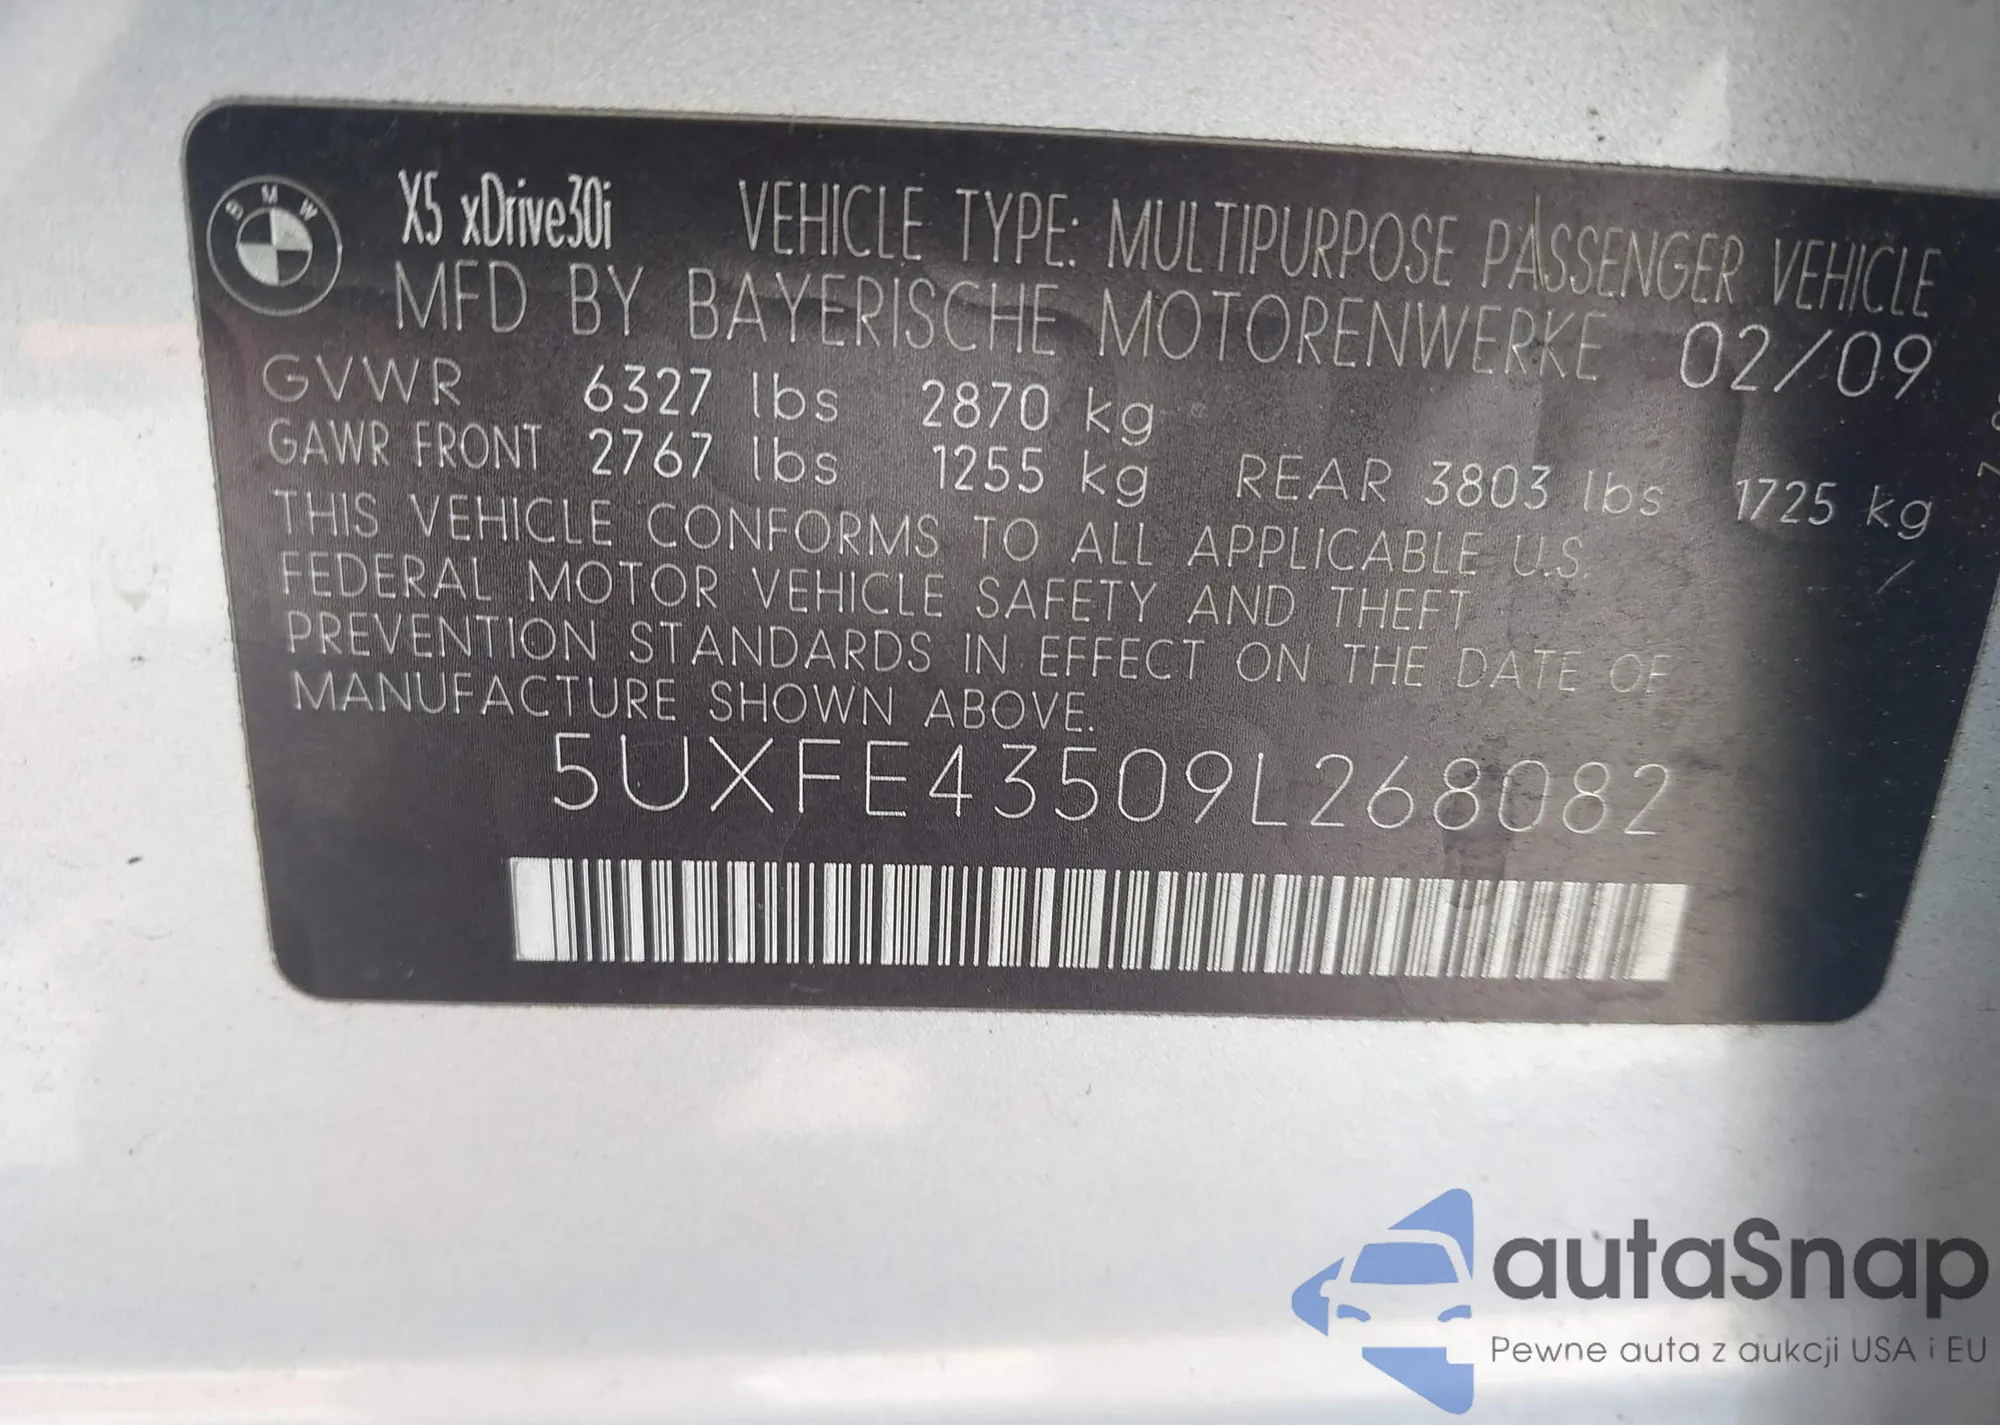 BMW
X5 xDrive30i VEHICLE TYPE: MULTIPURPOSE PASSENGER VEHICLE
MFD BY BAYERISCHE MOTORENWERKE 02/09
GVWR 6327 lbs 2870 kg
GAWR FRONT 2767 lbs 1255 kg REAR 3803 lbs 1725 kg
THIS VEHICLE CONFORMS TO ALL APPLICABLE U.S.
FEDERAL MOTOR VEHICLE SAFETY AND THEFT
PREVENTION STANDARDS IN EFFECT ON THE DATE OF
MANUFACTURE SHOWN ABOVE.
5UXFE43509L268082
autaSnap
Pewne auta z aukcji USA i EU